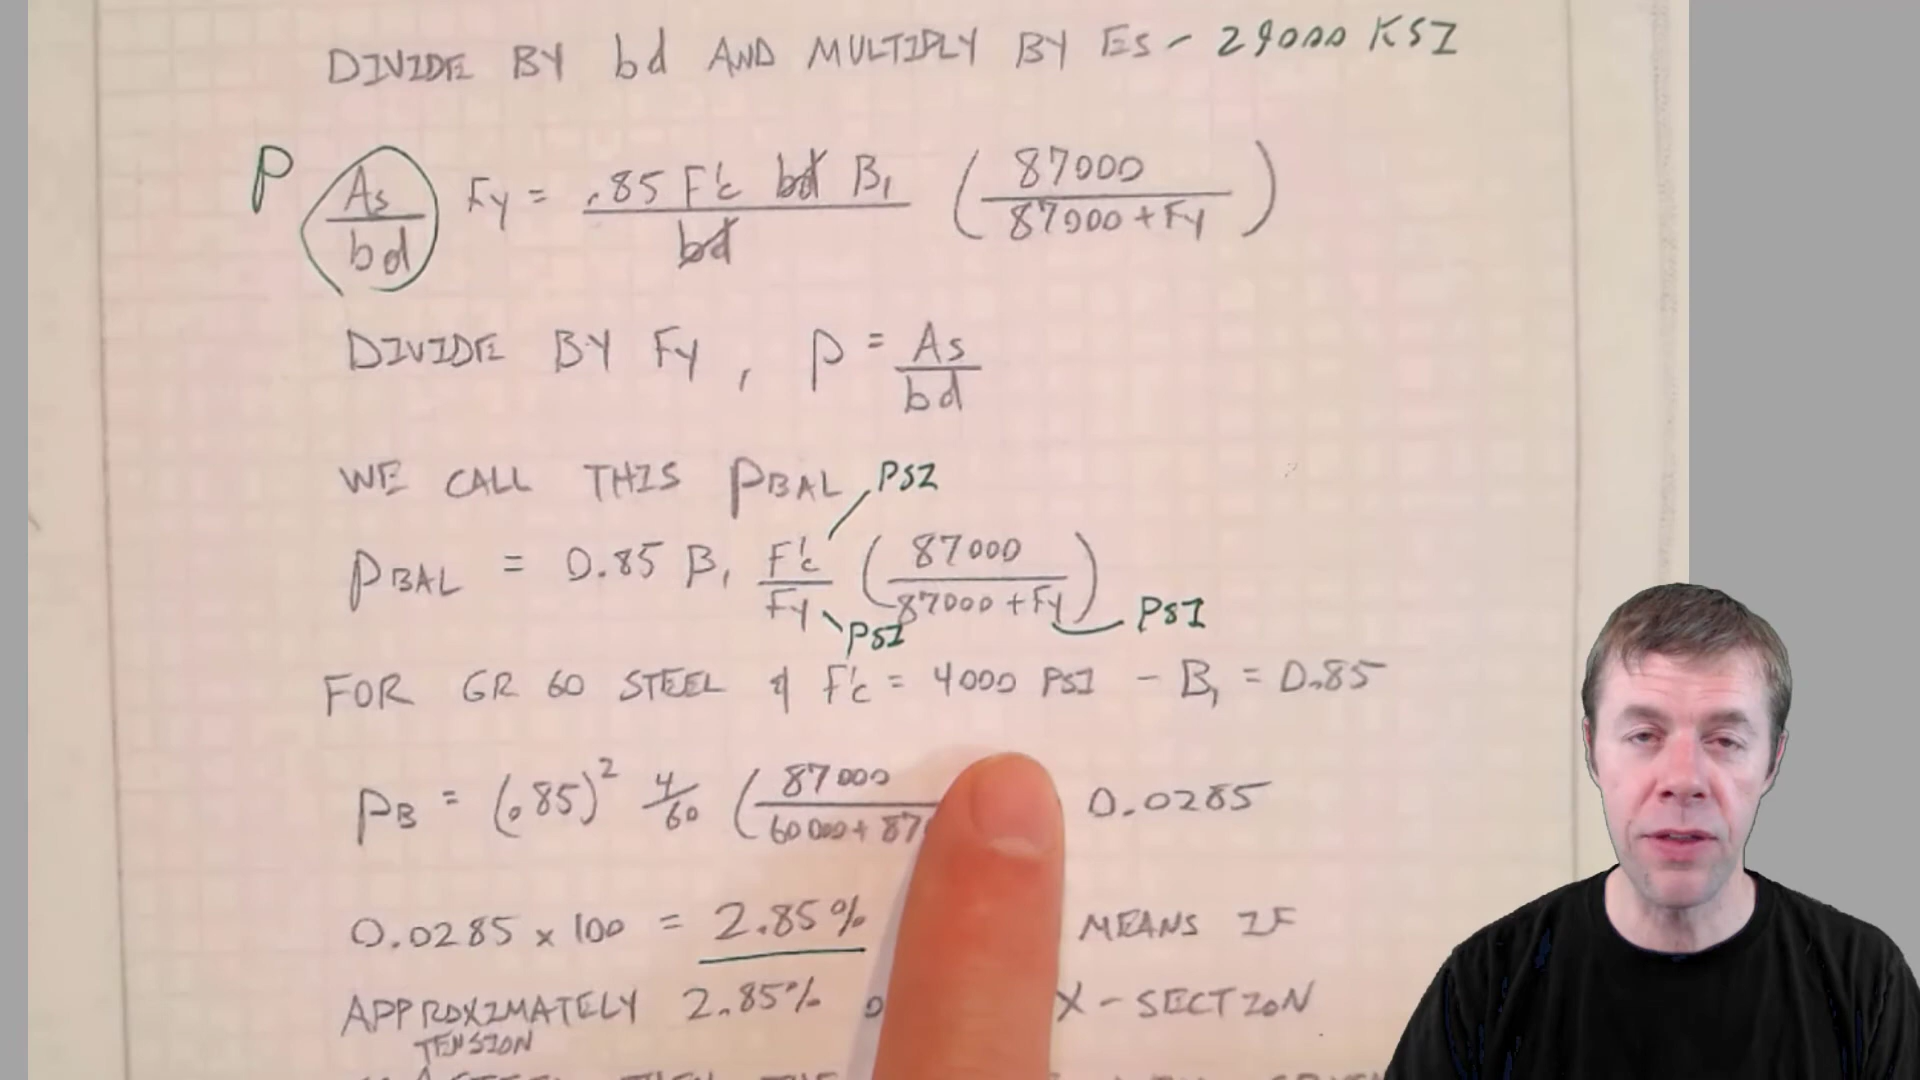 DIVIDE BY bd AND MULTIPLY BY Es - 29000 KSI
ρ As/bd Fy = .85 F'c bd B1 / bd (87000 / 87000 + Fy)
DIVIDE BY Fy, ρ = As/bd
WE CALL THIS ρBAL
PSI
ρBAL = 0.85 B1 F'c/Fy (87000 / 87000 + Fy)
PSI PSI
FOR GR 60 STEEL & F'c = 4000 PSI - B1 = 0.85
ρB = (.85)² 4/60 (87000 / 60000 + 87 0.0285
0.0285 x 100 = 2.85% MEANS IF
APPROXIMATELY 2.85% X-SECTION
TENSION